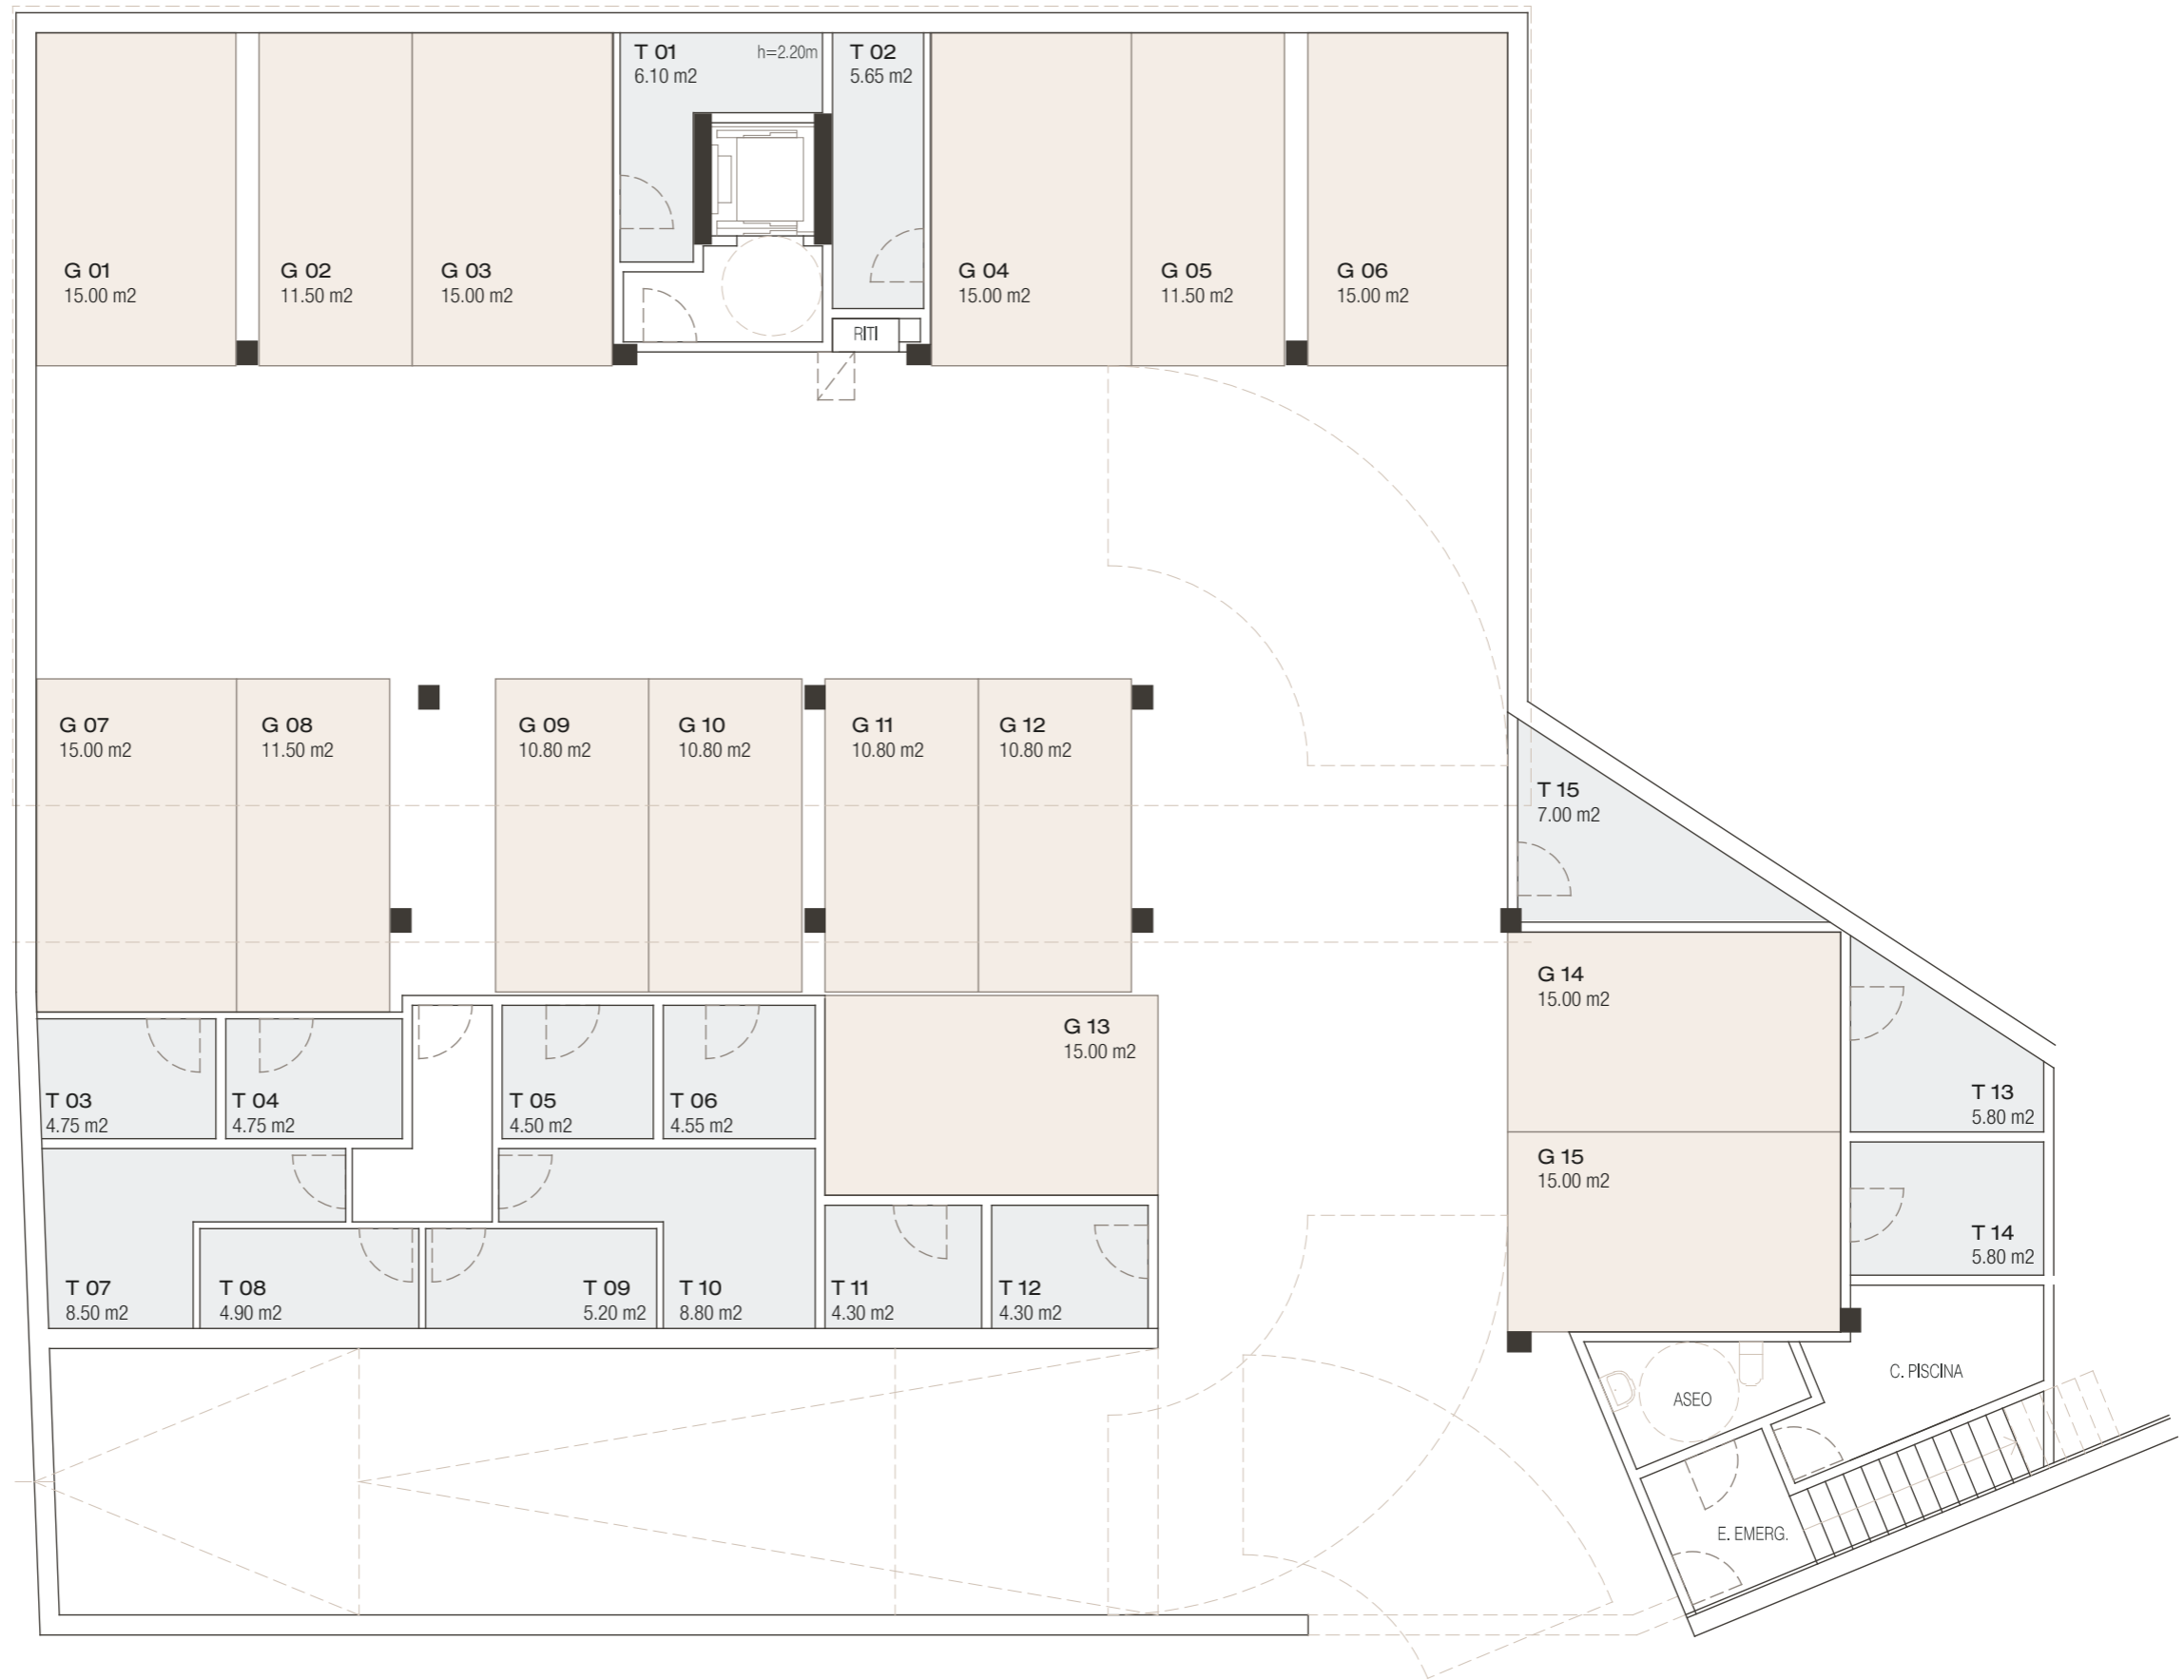 T 01
h=2.20m
6.10 m2
T 02
5.65 m2
G 01
15.00 m2
G 02
11.50 m2
G 03
15.00 m2
G 04
15.00 m2
G 05
11.50 m2
G 06
15.00 m2
RITI
G 07
15.00 m2
G 08
11.50 m2
G 09
10.80 m2
G 10
10.80 m2
G 11
10.80 m2
G 12
10.80 m2
T 15
7.00 m2
G 14
15.00 m2
G 13
15.00 m2
T 03
4.75 m2
T 04
4.75 m2
T 05
4.50 m2
T 06
4.55 m2
T 13
5.80 m2
G 15
15.00 m2
T 14
5.80 m2
T 07
8.50 m2
T 08
4.90 m2
T 09
5.20 m2
T 10
8.80 m2
T 11
4.30 m2
T 12
4.30 m2
C. PISCINA
ASEO
E. EMERG.